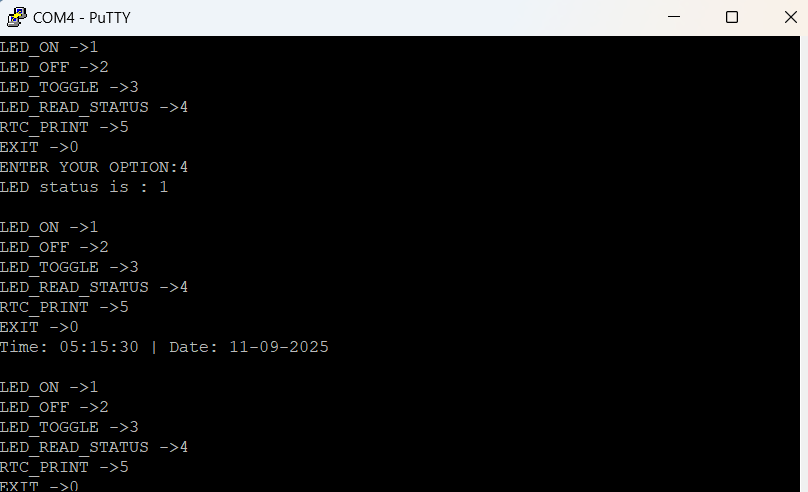 COM4 - PuTTY
LED_ON ->1
LED_OFF ->2
LED_TOGGLE ->3
LED_READ_STATUS ->4
RTC_PRINT ->5
EXIT ->0
ENTER YOUR OPTION:4
LED status is : 1
LED_ON ->1
LED_OFF ->2
LED_TOGGLE ->3
LED_READ_STATUS ->4
RTC_PRINT ->5
EXIT ->0
Time: 05:15:30 | Date: 11-09-2025
LED_ON ->1
LED_OFF ->2
LED_TOGGLE ->3
LED_READ_STATUS ->4
RTC_PRINT ->5
EXIT ->0